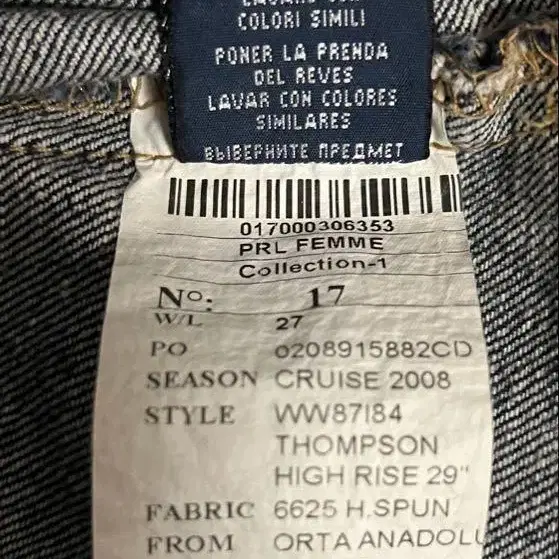 COLORI SIMILI
PONER LA PRENDA
DEL REVES
LAVAR CON COLORES
SIMILARES
ВЫВЕРНИТЕ ПРЕДМЕТ
017000306353
PRL FEMME
Collection-1
No: 17
W/L 27
PO 0208915882CD
SEASON CRUISE 2008
STYLE WW87I84
THOMPSON
HIGH RISE 29"
FABRIC 6625 H.SPUN
FROM ORTA ANADOLU